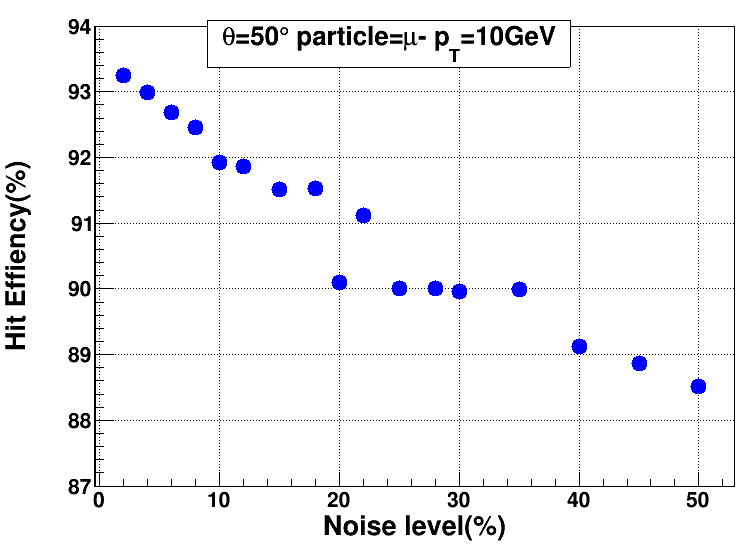 θ=50° particle=μ- p_T=10GeV
94
93
92
91
90
89
88
87
0 10 20 30 40 50
Hit Effiency(%)
Noise level(%)